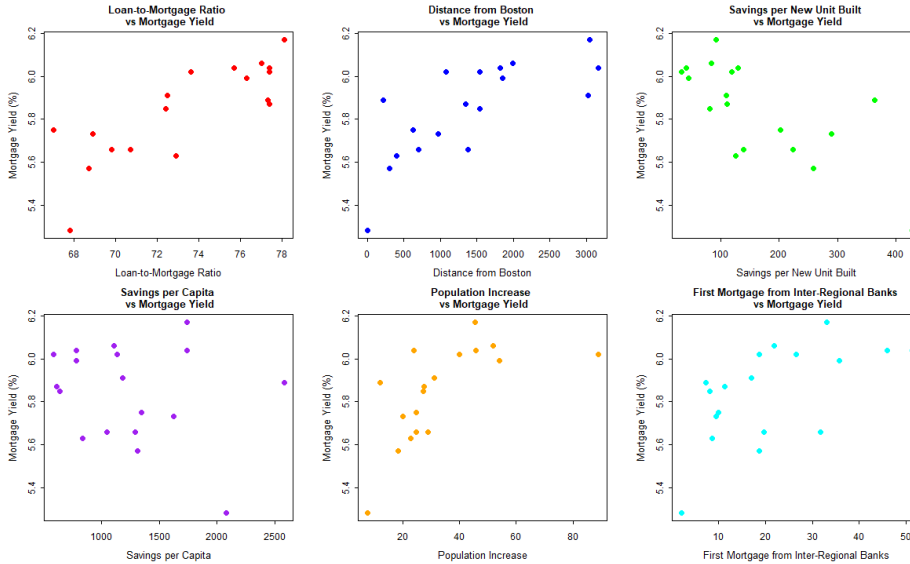 Loan-to-Mortgage Ratio
vs Mortgage Yield
Mortgage Yield (%)
5.4 5.6 5.8 6.0 6.2
68 70 72 74 76 78
Loan-to-Mortgage Ratio
Distance from Boston
vs Mortgage Yield
Mortgage Yield (%)
5.4 5.6 5.8 6.0 6.2
0 500 1000 1500 2000 2500 3000
Distance from Boston
Savings per New Unit Built
vs Mortgage Yield
Mortgage Yield (%)
5.4 5.6 5.8 6.0 6.2
100 200 300 400
Savings per New Unit Built
Savings per Capita
vs Mortgage Yield
Mortgage Yield (%)
5.4 5.6 5.8 6.0 6.2
1000 1500 2000 2500
Savings per Capita
Population Increase
vs Mortgage Yield
Mortgage Yield (%)
5.4 5.6 5.8 6.0 6.2
20 40 60 80
Population Increase
First Mortgage from Inter-Regional Banks
vs Mortgage Yield
Mortgage Yield (%)
5.4 5.6 5.8 6.0 6.2
10 20 30 40 50
First Mortgage from Inter-Regional Banks